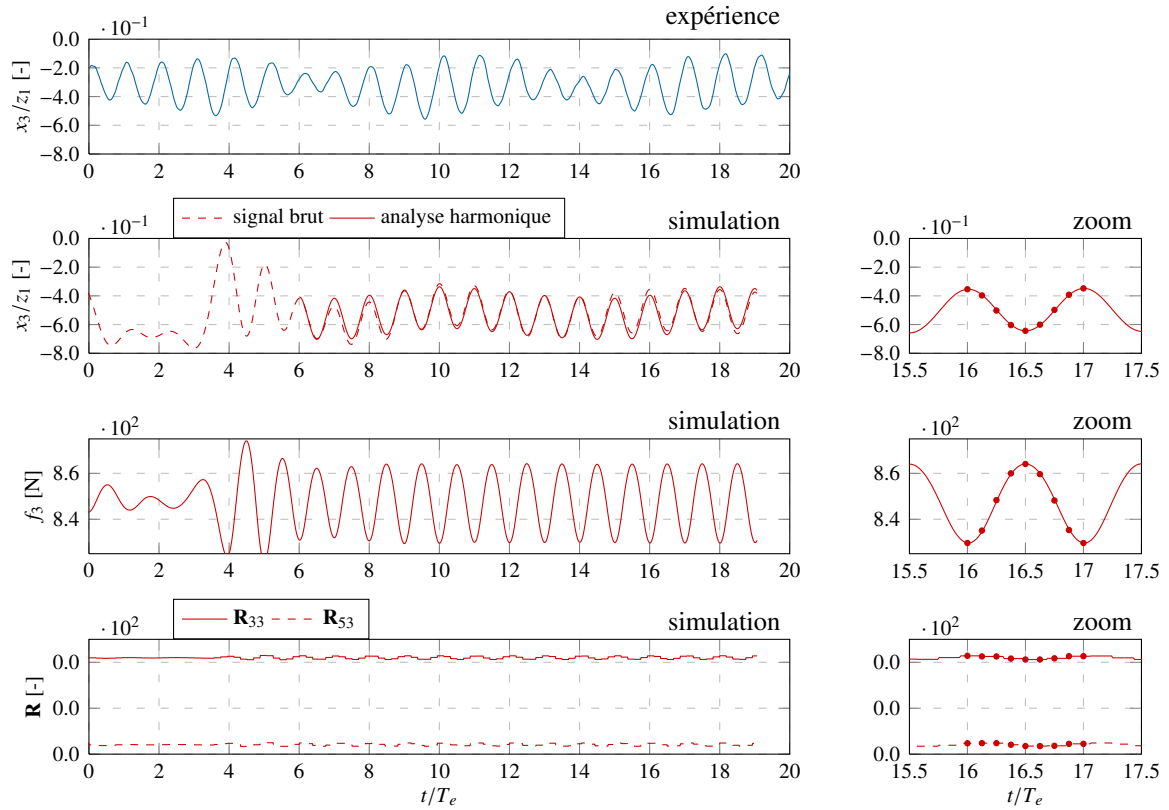 expérience
· 10⁻¹
0.0
−2.0
−4.0
−6.0
−8.0
x₃/z₁ [-]
0 2 4 6 8 10 12 14 16 18 20
signal brut analyse harmonique
simulation
· 10⁻¹
0.0
−2.0
−4.0
−6.0
−8.0
x₃/z₁ [-]
0 2 4 6 8 10 12 14 16 18 20
zoom
· 10⁻¹
0.0
−2.0
−4.0
−6.0
−8.0
15.5 16 16.5 17 17.5
simulation
· 10²
8.6
8.4
f₃ [N]
0 2 4 6 8 10 12 14 16 18 20
zoom
· 10²
8.6
8.4
15.5 16 16.5 17 17.5
R₃₃ R₅₃
simulation
· 10²
0.0
0.0
0.0
R [-]
0 2 4 6 8 10 12 14 16 18 20
t/Tₑ
zoom
· 10²
0.0
0.0
0.0
15.5 16 16.5 17 17.5
t/Tₑ